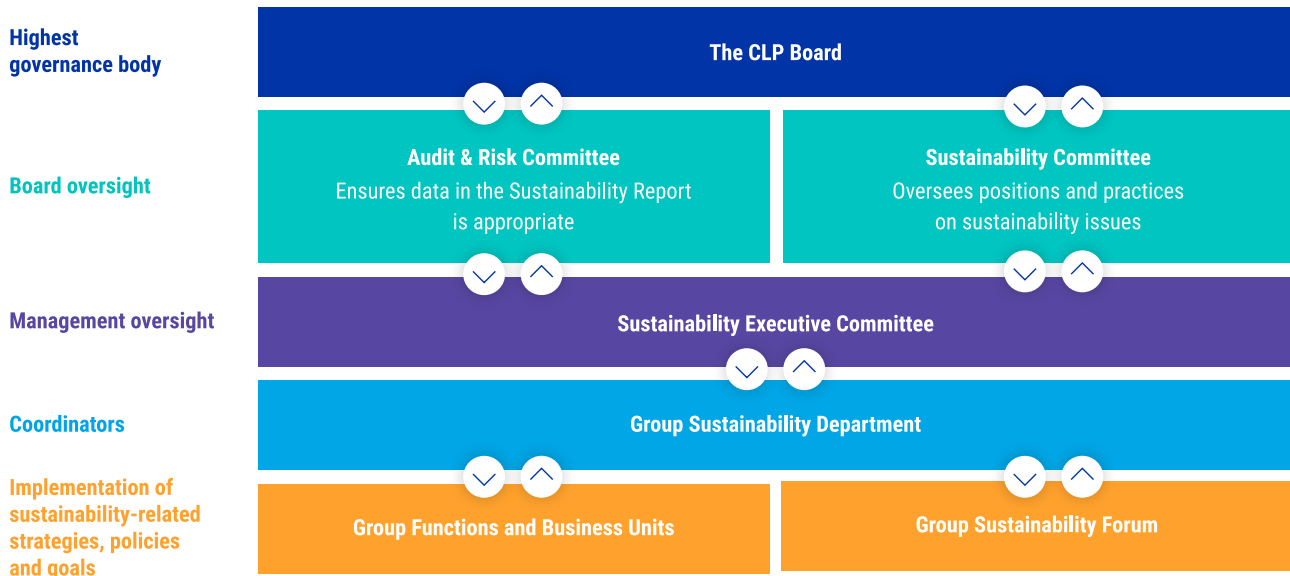 Highest
governance body
The CLP Board
Board oversight
Audit & Risk Committee
Ensures data in the Sustainability Report
is appropriate
Sustainability Committee
Oversees positions and practices
on sustainability issues
Management oversight
Sustainability Executive Committee
Coordinators
Group Sustainability Department
Implementation of
sustainability-related
strategies, policies
and goals
Group Functions and Business Units
Group Sustainability Forum